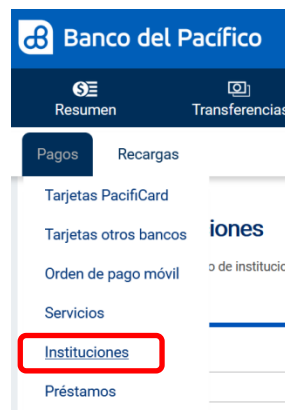 Banco del Pacífico
Resumen Transferencias
Pagos Recargas
Tarjetas PacifiCard
Tarjetas otros bancos
iones
Orden de pago móvil
o de institucio
Servicios
Instituciones
Préstamos